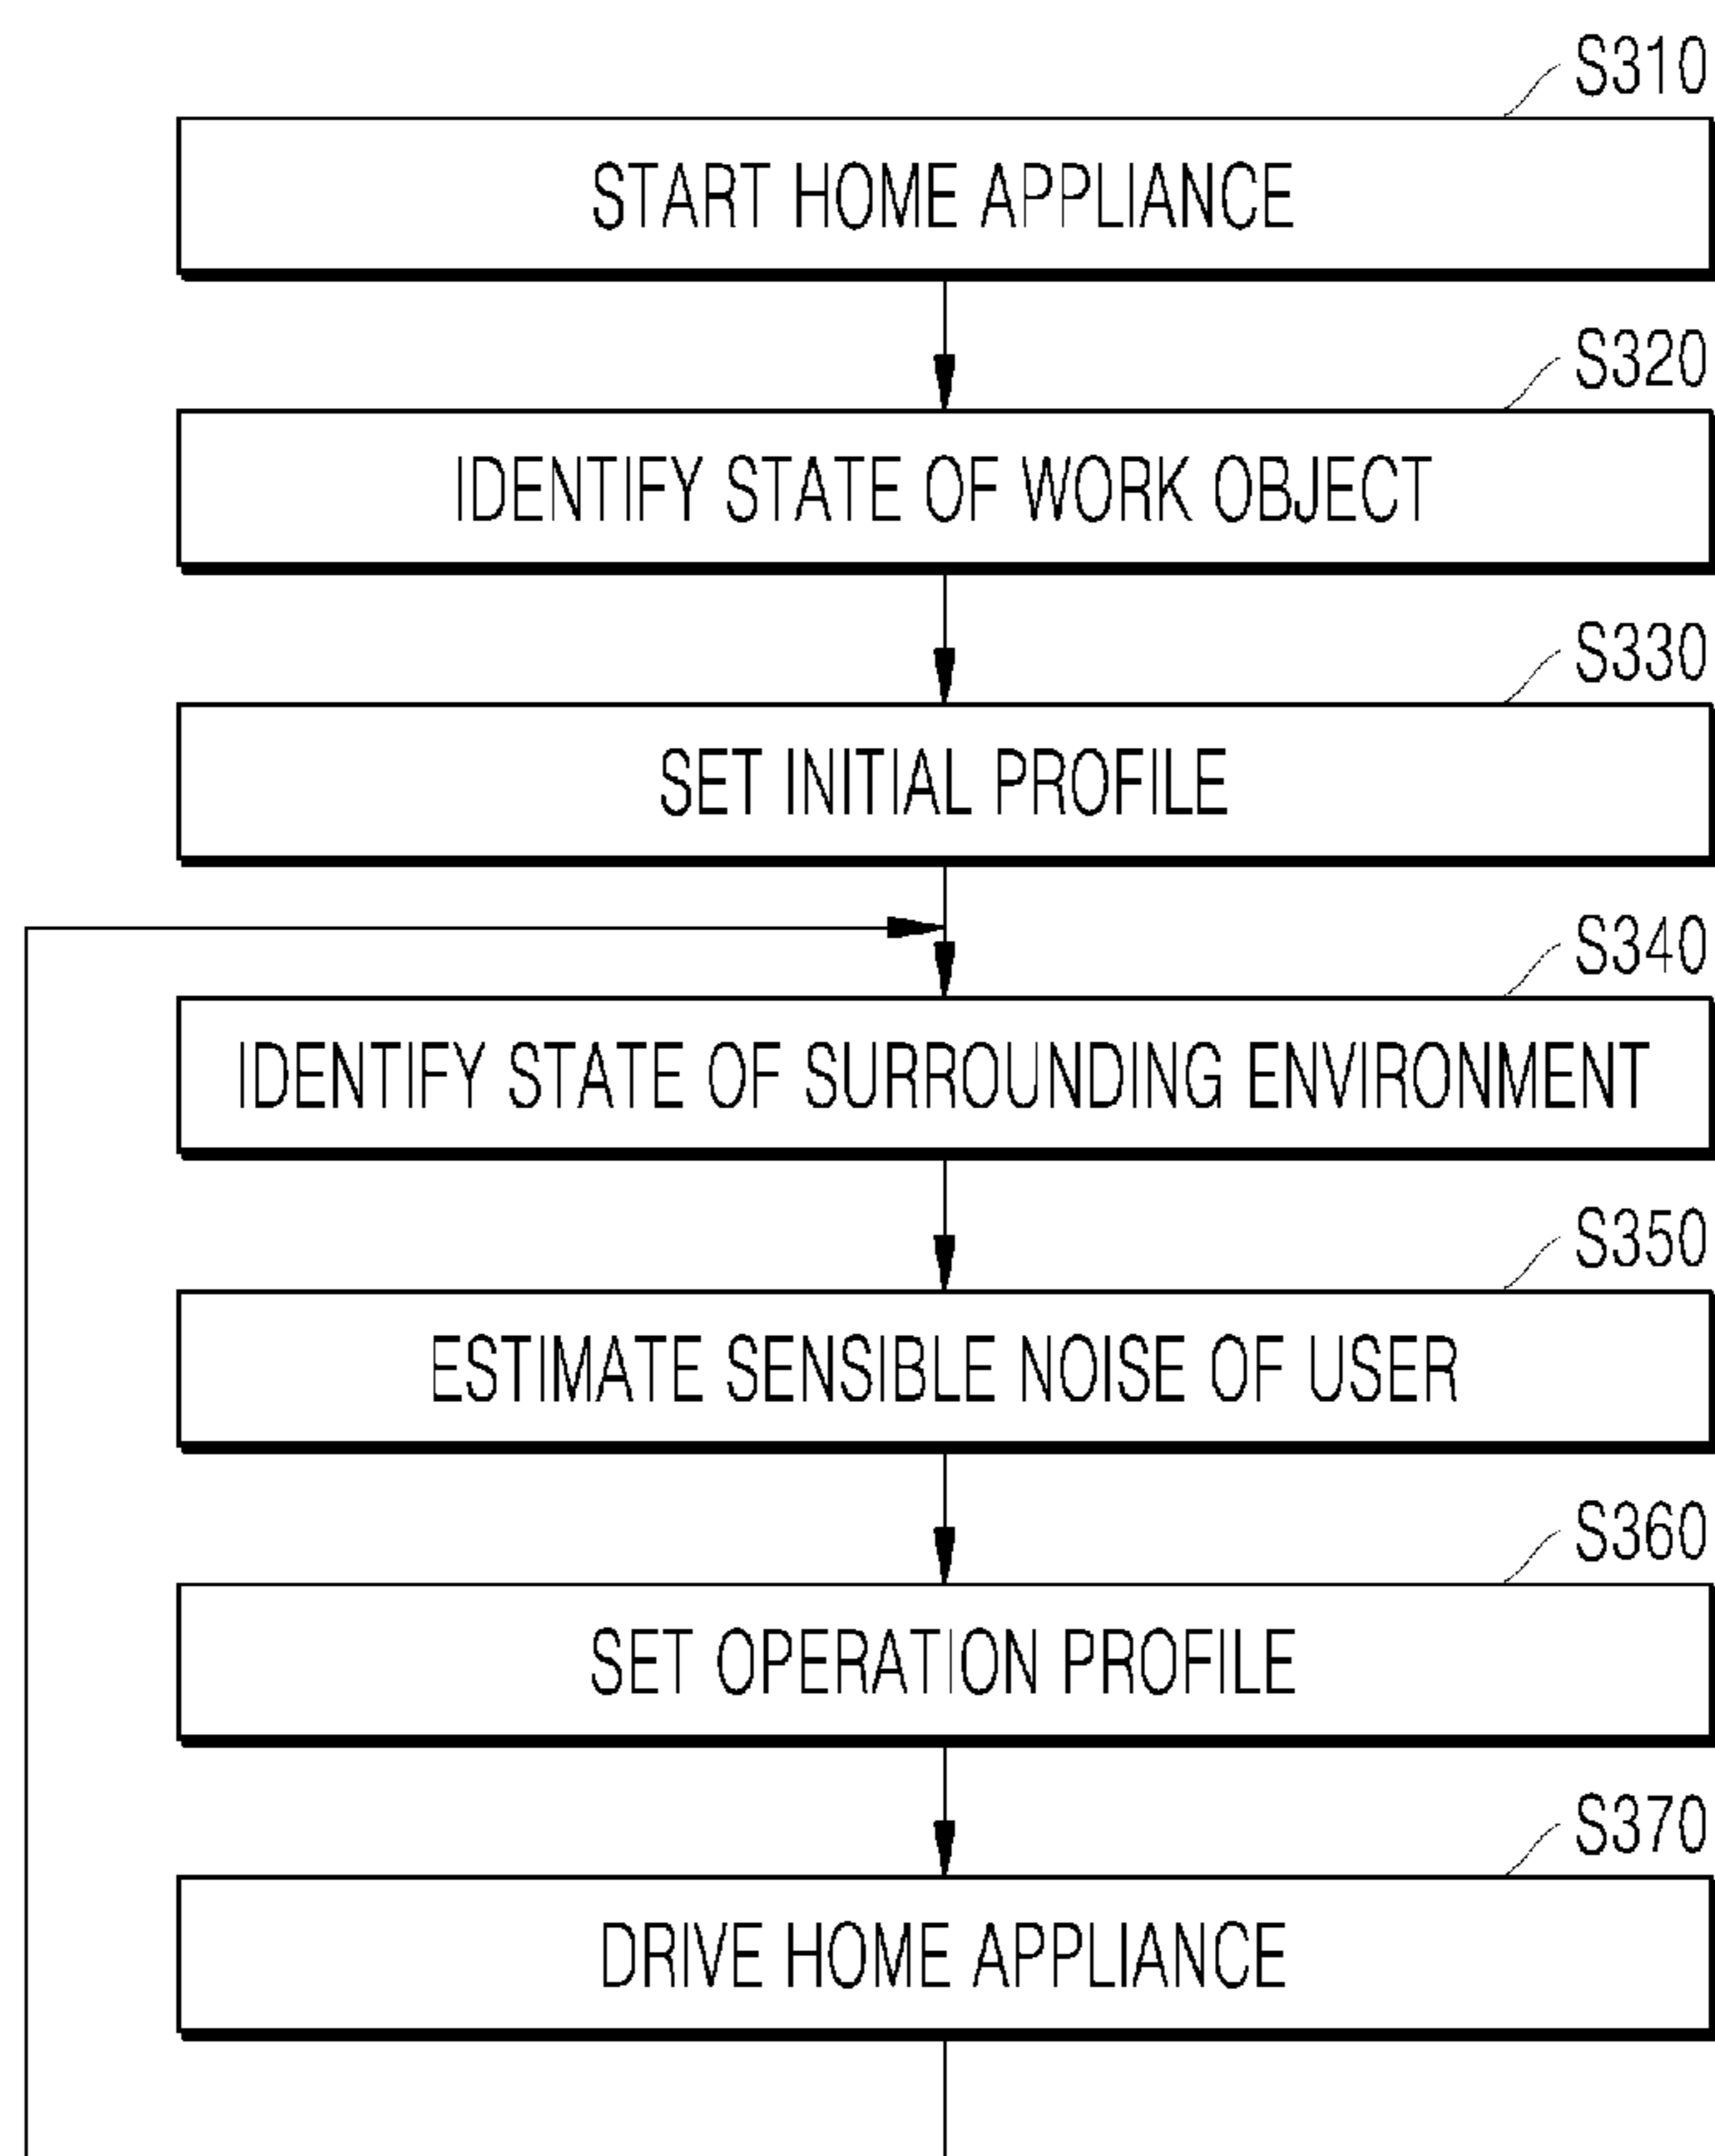 S310
START HOME APPLIANCE
S320
IDENTIFY STATE OF WORK OBJECT
S330
SET INITIAL PROFILE
S340
IDENTIFY STATE OF SURROUNDING ENVIRONMENT
S350
ESTIMATE SENSIBLE NOISE OF USER
S360
SET OPERATION PROFILE
S370
DRIVE HOME APPLIANCE